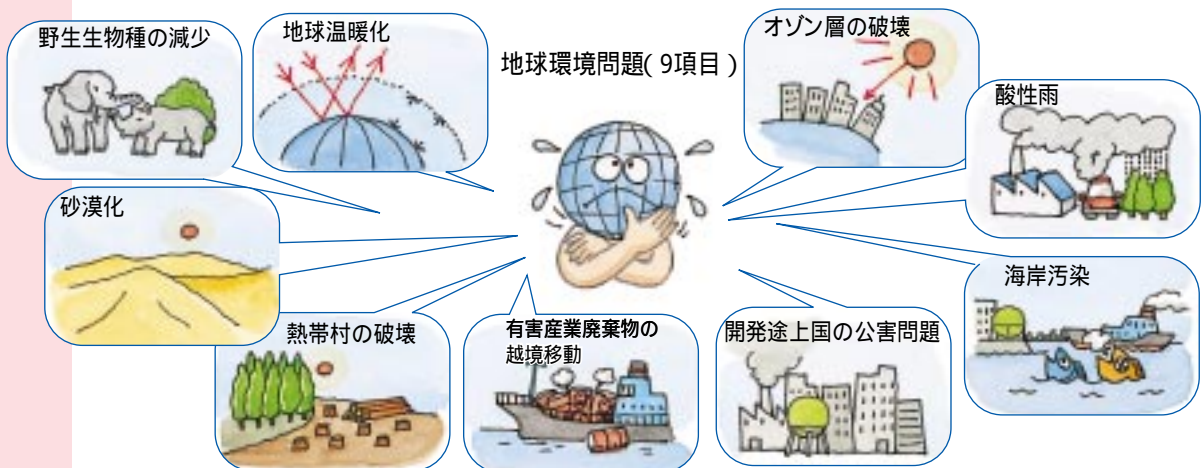 地球環境問題( 9項目 )
野生生物種の減少
地球温暖化
オゾン層の破壊
酸性雨
砂漠化
海岸汚染
熱帯村の破壊
有害産業廃棄物の
越境移動
開発途上国の公害問題